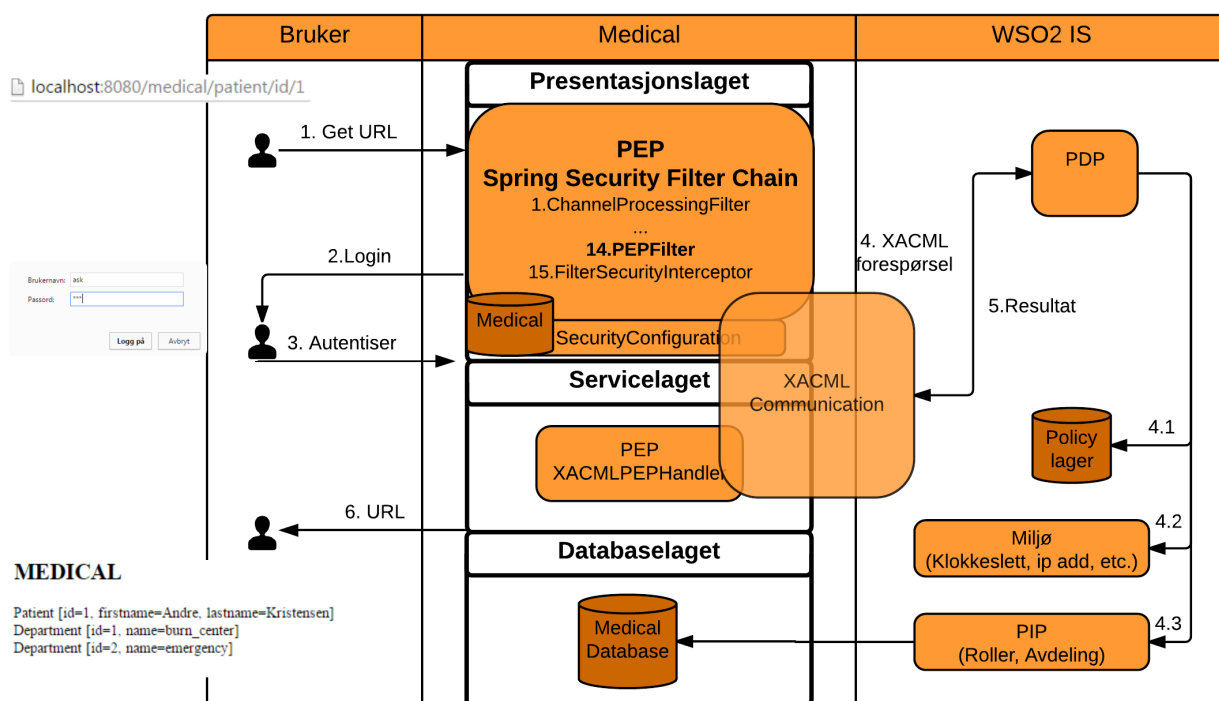 Bruker
Medical
WSO2 IS
localhost:8080/medical/patient/id/1
Presentasjonslaget
1. Get URL
PEP
Spring Security Filter Chain
1.ChannelProcessingFilter
...
14.PEPFilter
15.FilterSecurityInterceptor
PDP
2.Login
4. XACML
forespørsel
5.Resultat
Brukernavn: ask
Passord: ***
Logg på
Avbryt
Medical
SecurityConfiguration
3. Autentiser
Servicelaget
XACML
Communication
PEP
XACMLPEPHandler
Policy
lager
4.1
6. URL
4.2
Miljø
(Klokkeslett, ip add, etc.)
Databaselaget
MEDICAL
Patient [id=1, firstname=Andre, lastname=Kristensen]
Department [id=1, name=burn_center]
Department [id=2, name=emergency]
Medical
Database
4.3
PIP
(Roller, Avdeling)